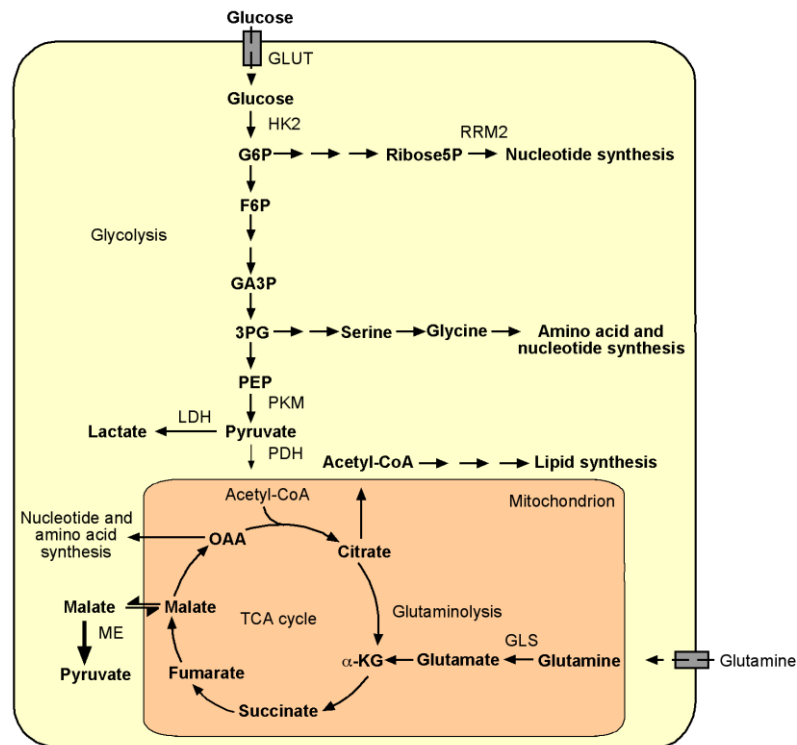 Glucose
GLUT
Glucose
HK2
RRM2
G6P
Ribose5P
Nucleotide synthesis
F6P
Glycolysis
GA3P
3PG
Serine
Glycine
Amino acid and
nucleotide synthesis
PEP
PKM
LDH
Lactate
Pyruvate
PDH
Acetyl-CoA
Lipid synthesis
Acetyl-CoA
Mitochondrion
Nucleotide and
amino acid
synthesis
OAA
Citrate
Malate
Malate
TCA cycle
Glutaminolysis
ME
GLS
Pyruvate
Fumarate
α-KG
Glutamate
Glutamine
Glutamine
Succinate